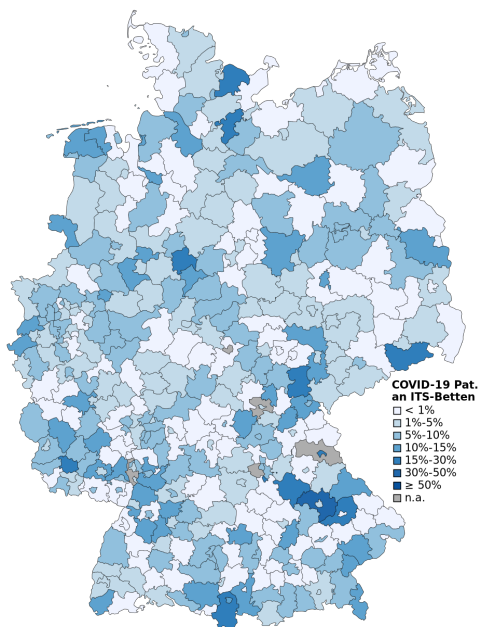 COVID-19 Pat.
an ITS-Betten
< 1%
1%-5%
5%-10%
10%-15%
15%-30%
30%-50%
≥ 50%
n.a.